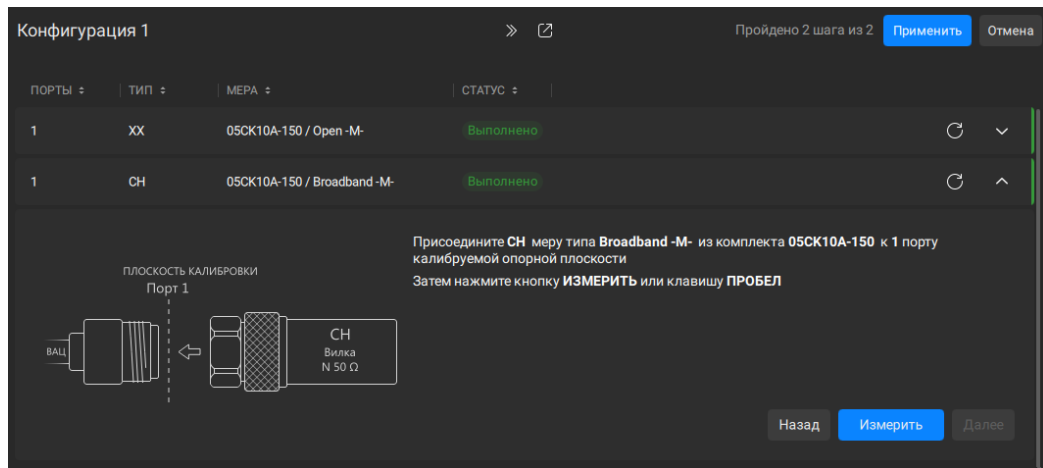 Конфигурация 1
Пройдено 2 шага из 2 Применить Отмена
ПОРТЫ ТИП МЕРА СТАТУС
1 ХХ 05CK10A-150 / Open -M- Выполнено
1 СН 05CK10A-150 / Broadband -M- Выполнено
Присоедините СН меру типа Broadband -M- из комплекта 05CK10A-150 к 1 порту
калибруемой опорной плоскости
Затем нажмите кнопку ИЗМЕРИТЬ или клавишу ПРОБЕЛ
ПЛОСКОСТЬ КАЛИБРОВКИ
Порт 1
ВАЦ
СН
Вилка
N 50 Ω
Назад Измерить Далее